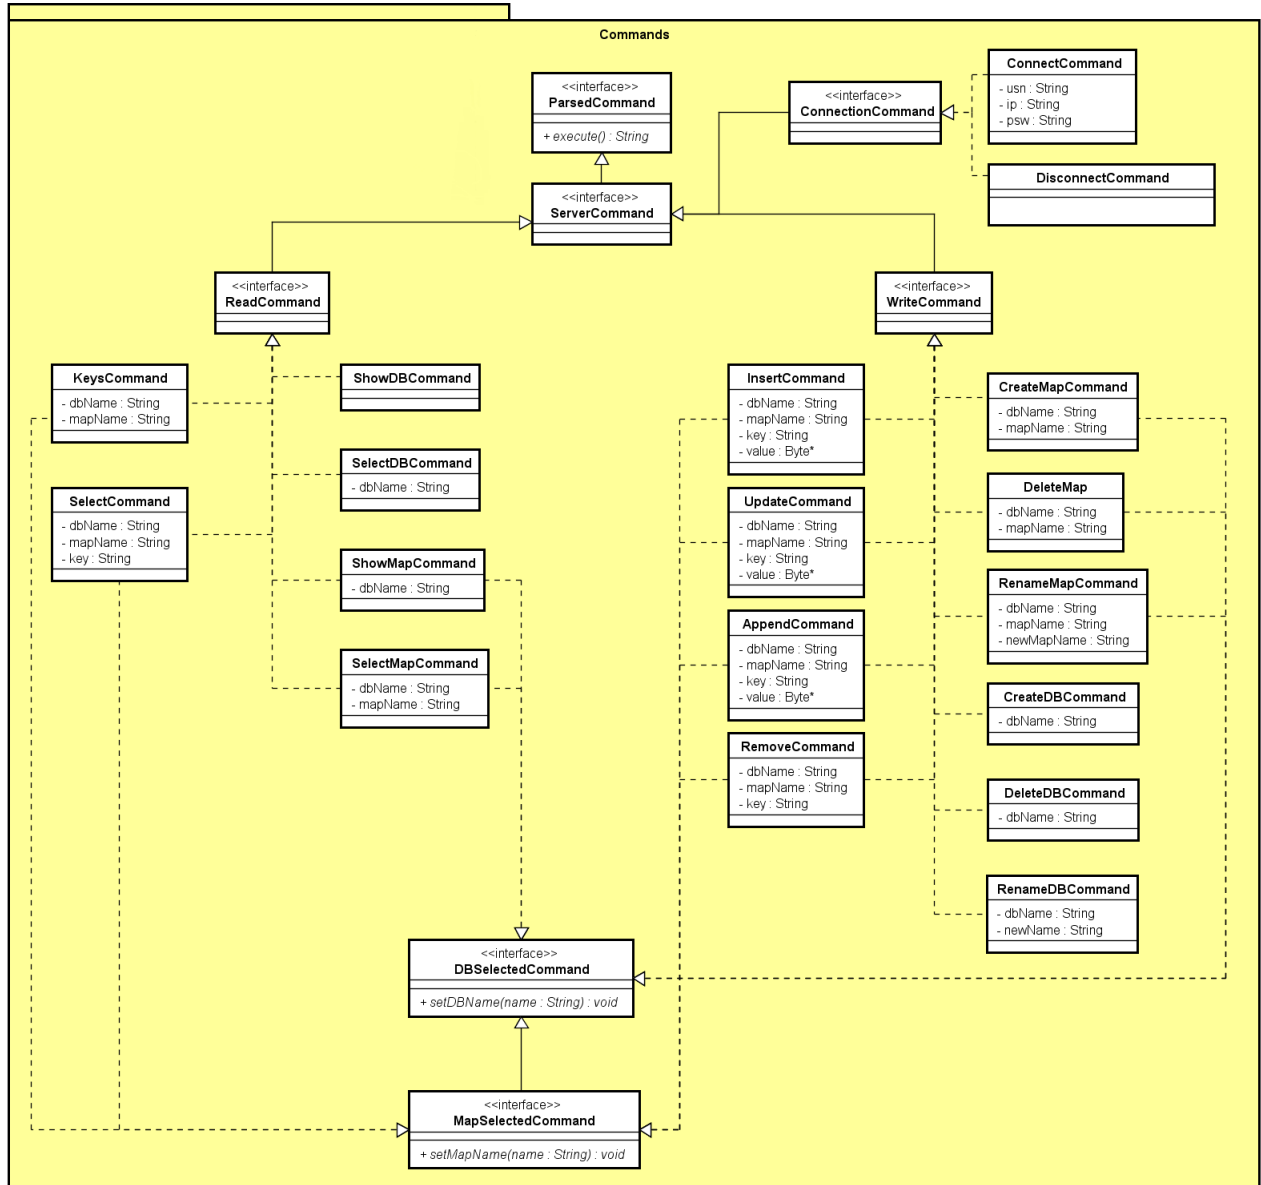 Commands
<<interface>>
ParsedCommand
+ execute() : String
<<interface>>
ConnectionCommand
ConnectCommand
- usn : String
- ip : String
- psw : String
DisconnectCommand
<<interface>>
ServerCommand
<<interface>>
ReadCommand
<<interface>>
WriteCommand
KeysCommand
- dbName : String
- mapName : String
ShowDBCommand
SelectDBCommand
- dbName : String
SelectCommand
- dbName : String
- mapName : String
- key : String
ShowMapCommand
- dbName : String
SelectMapCommand
- dbName : String
- mapName : String
InsertCommand
- dbName : String
- mapName : String
- key : String
- value : Byte*
UpdateCommand
- dbName : String
- mapName : String
- key : String
- value : Byte*
AppendCommand
- dbName : String
- mapName : String
- key : String
- value : Byte*
RemoveCommand
- dbName : String
- mapName : String
- key : String
CreateMapCommand
- dbName : String
- mapName : String
DeleteMap
- dbName : String
- mapName : String
RenameMapCommand
- dbName : String
- mapName : String
- newMapName : String
CreateDBCommand
- dbName : String
DeleteDBCommand
- dbName : String
RenameDBCommand
- dbName : String
- newName : String
<<interface>>
DBSelectedCommand
+ setDBName(name : String) : void
<<interface>>
MapSelectedCommand
+ setMapName(name : String) : void